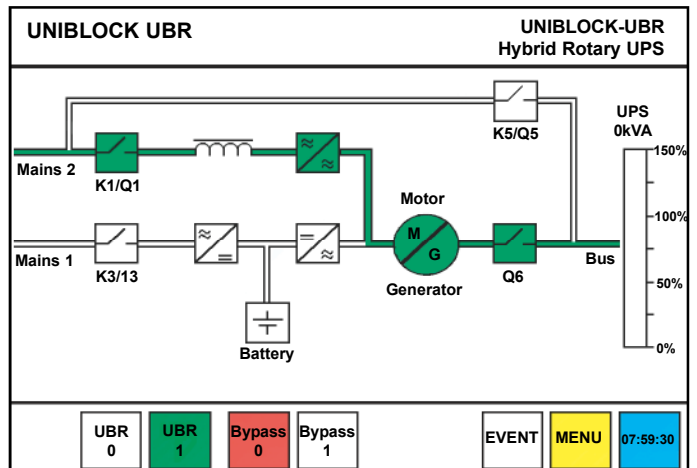 UNIBLOCK UBR
UNIBLOCK-UBR
Hybrid Rotary UPS
K5/Q5
UPS
0kVA
150%
Mains 2
K1/Q1
Motor
M
G
100%
Mains 1
K3/13
Generator
Q6
Bus
50%
Battery
0%
UBR
0
UBR
1
Bypass
0
Bypass
1
EVENT
MENU
07:59:30